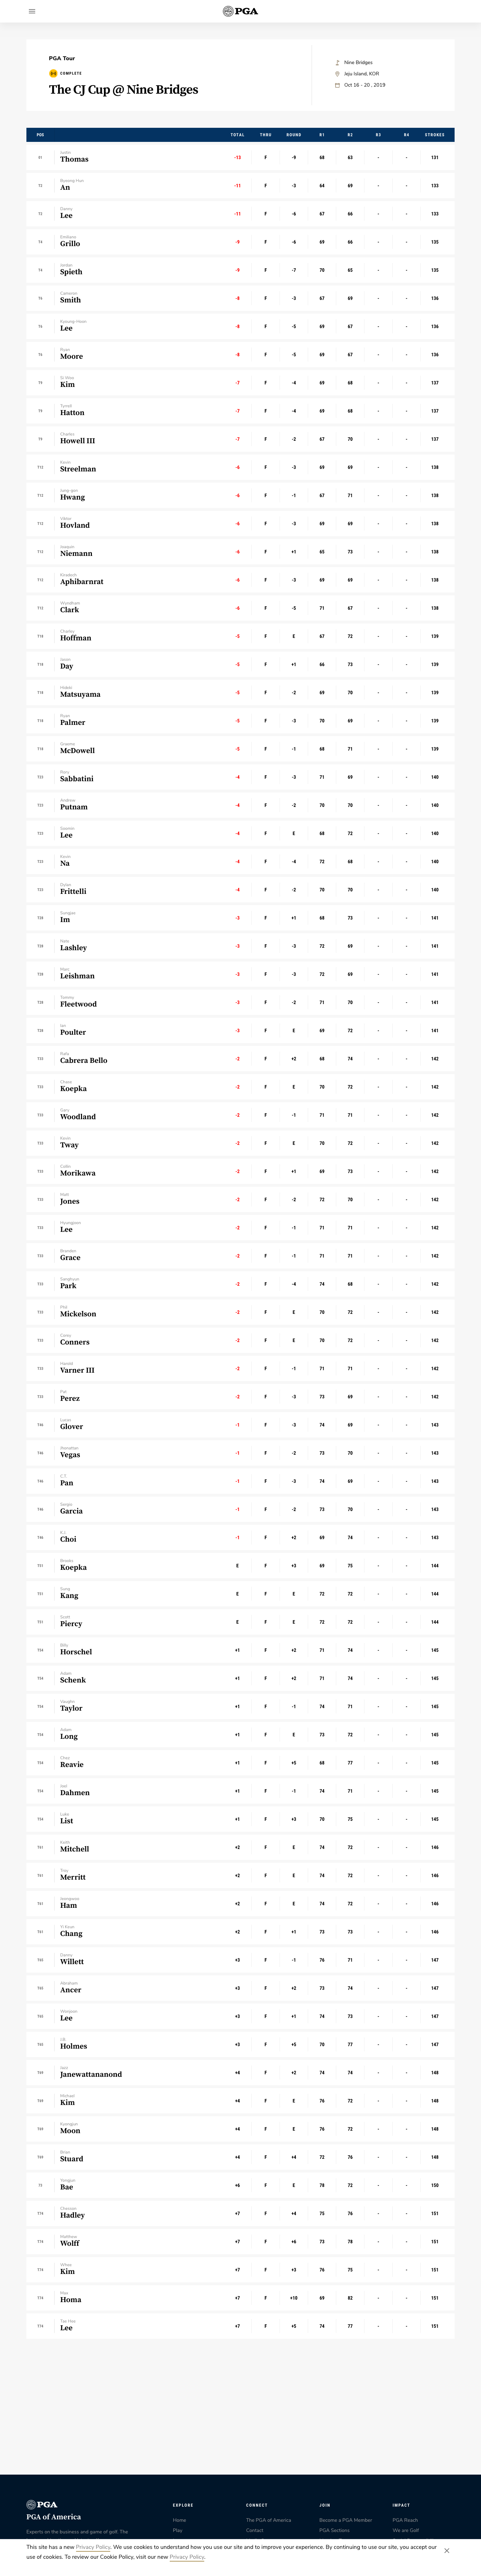 PGA
PGA Tour
COMPLETE
The CJ Cup @ Nine Bridges
Nine Bridges
Jeju Island, KOR
Oct 16 - 20 , 2019
POS TOTAL THRU ROUND R1 R2 R3 R4 STROKES
Justin
Thomas -13 F -9 68 63 - - 131
T2 Byeong Hun
An -11 F -3 64 69 - - 133
T2 Danny
Lee -11 F -6 67 66 - - 133
T4 Emiliano
Grillo -9 F -6 69 66 - - 135
T4 Jordan
Spieth -9 F -7 70 65 - - 135
T6 Cameron
Smith -8 F -3 67 69 - - 136
T6 Kyoung-Hoon
Lee -8 F -5 69 67 - - 136
T6 Ryan
Moore -8 F -5 69 67 - - 136
T9 Si Woo
Kim -7 F -4 69 68 - - 137
T9 Tyrrell
Hatton -7 F -4 69 68 - - 137
T9 Charles
Howell III -7 F -2 67 70 - - 137
T12 Kevin
Streelman -6 F -3 69 69 - - 138
T12 Jung-gon
Hwang -6 F -1 67 71 - - 138
T12 Viktor
Hovland -6 F -3 69 69 - - 138
T12 Joaquin
Niemann -6 F +1 65 73 - - 138
T12 Kiradech
Aphibarnrat -6 F -3 69 69 - - 138
T12 Wyndham
Clark -6 F -5 71 67 - - 138
T18 Charley
Hoffman -5 F E 67 72 - - 139
T18 Jason
Day -5 F +1 66 73 - - 139
T18 Hideki
Matsuyama -5 F -2 69 70 - - 139
T18 Ryan
Palmer -5 F -3 70 69 - - 139
T18 Graeme
McDowell -5 F -1 68 71 - - 139
T23 Rory
Sabbatini -4 F -3 71 69 - - 140
T23 Andrew
Putnam -4 F -2 70 70 - - 140
T23 Soomin
Lee -4 F E 68 72 - - 140
T23 Kevin
Na -4 F -4 72 68 - - 140
T23 Dylan
Frittelli -4 F -2 70 70 - - 140
T28 Sungjae
Im -3 F +1 68 73 - - 141
T28 Nate
Lashley -3 F -3 72 69 - - 141
T28 Marc
Leishman -3 F -3 72 69 - - 141
T28 Tommy
Fleetwood -3 F -2 71 70 - - 141
T28 Ian
Poulter -3 F E 69 72 - - 141
T33 Rafa
Cabrera Bello -2 F +2 68 74 - - 142
T33 Chase
Koepka -2 F E 70 72 - - 142
T33 Gary
Woodland -2 F -1 71 71 - - 142
T33 Kevin
Tway -2 F E 70 72 - - 142
T33 Collin
Morikawa -2 F +1 69 73 - - 142
T33 Matt
Jones -2 F -2 72 70 - - 142
T33 Hyungjoon
Lee -2 F -1 71 71 - - 142
T33 Branden
Grace -2 F -1 71 71 - - 142
T33 Sanghyun
Park -2 F -4 74 68 - - 142
T33 Phil
Mickelson -2 F E 70 72 - - 142
T33 Corey
Conners -2 F E 70 72 - - 142
T33 Harold
Varner III -2 F -1 71 71 - - 142
T33 Pat
Perez -2 F -3 73 69 - - 142
T46 Lucas
Glover -1 F -3 74 69 - - 143
T46 Jhonattan
Vegas -1 F -2 73 70 - - 143
T46 C.T.
Pan -1 F -3 74 69 - - 143
T46 Sergio
Garcia -1 F -2 73 70 - - 143
T46 K.J.
Choi -1 F +2 69 74 - - 143
T51 Brooks
Koepka E F +3 69 75 - - 144
T51 Sung
Kang E F E 72 72 - - 144
T51 Scott
Piercy E F E 72 72 - - 144
T54 Billy
Horschel +1 F +2 71 74 - - 145
T54 Adam
Schenk +1 F +2 71 74 - - 145
T54 Vaughn
Taylor +1 F -1 74 71 - - 145
T54 Adam
Long +1 F E 73 72 - - 145
T54 Chez
Reavie +1 F +5 68 77 - - 145
T54 Joel
Dahmen +1 F -1 74 71 - - 145
T54 Luke
List +1 F +3 70 75 - - 145
T61 Keith
Mitchell +2 F E 74 72 - - 146
T61 Troy
Merritt +2 F E 74 72 - - 146
T61 Jeongwoo
Ham +2 F E 74 72 - - 146
T61 Yi Keun
Chang +2 F +1 73 73 - - 146
T65 Danny
Willett +3 F -1 76 71 - - 147
T65 Abraham
Ancer +3 F +2 73 74 - - 147
T65 Wonjoon
Lee +3 F +1 74 73 - - 147
T65 J.B.
Holmes +3 F +5 70 77 - - 147
T69 Jazz
Janewattananond +4 F +2 74 74 - - 148
T69 Michael
Kim +4 F E 76 72 - - 148
T69 Kyongjun
Moon +4 F E 76 72 - - 148
T69 Brian
Stuard +4 F +4 72 76 - - 148
Yongjun
Bae +6 F E 78 72 - - 150
T74 Chesson
Hadley +7 F +4 75 76 - - 151
T74 Matthew
Wolff +7 F +6 73 78 - - 151
T74 Whee
Kim +7 F +3 76 75 - - 151
T74 Max
Homa +7 F +10 69 82 - - 151
T74 Tae Hee
Lee +7 F +5 74 77 - - 151
PGA
PGA of America
Experts on the business and game of golf. The
EXPLORE
Home
Play
CONNECT
The PGA of America
Contact
JOIN
Become a PGA Member
PGA Sections
IMPACT
PGA Reach
We are Golf
This site has a new Privacy Policy. We use cookies to understand how you use our site and to improve your experience. By continuing to use our site, you accept our
use of cookies. To review our Cookie Policy, visit our new Privacy Policy.